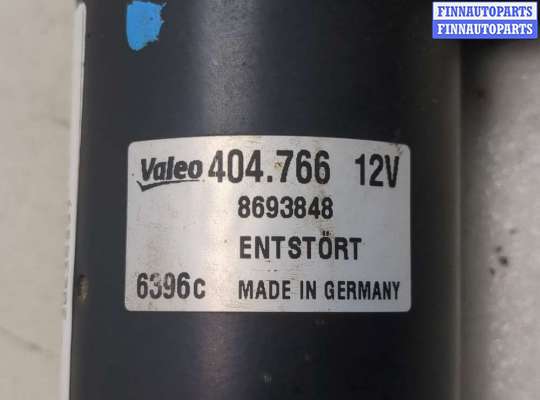 FINNAUTOPARTS
FINNAUTOPARTS
Valeo 404.766 12V
8693848
ENTSTÖRT
6396c MADE IN GERMANY